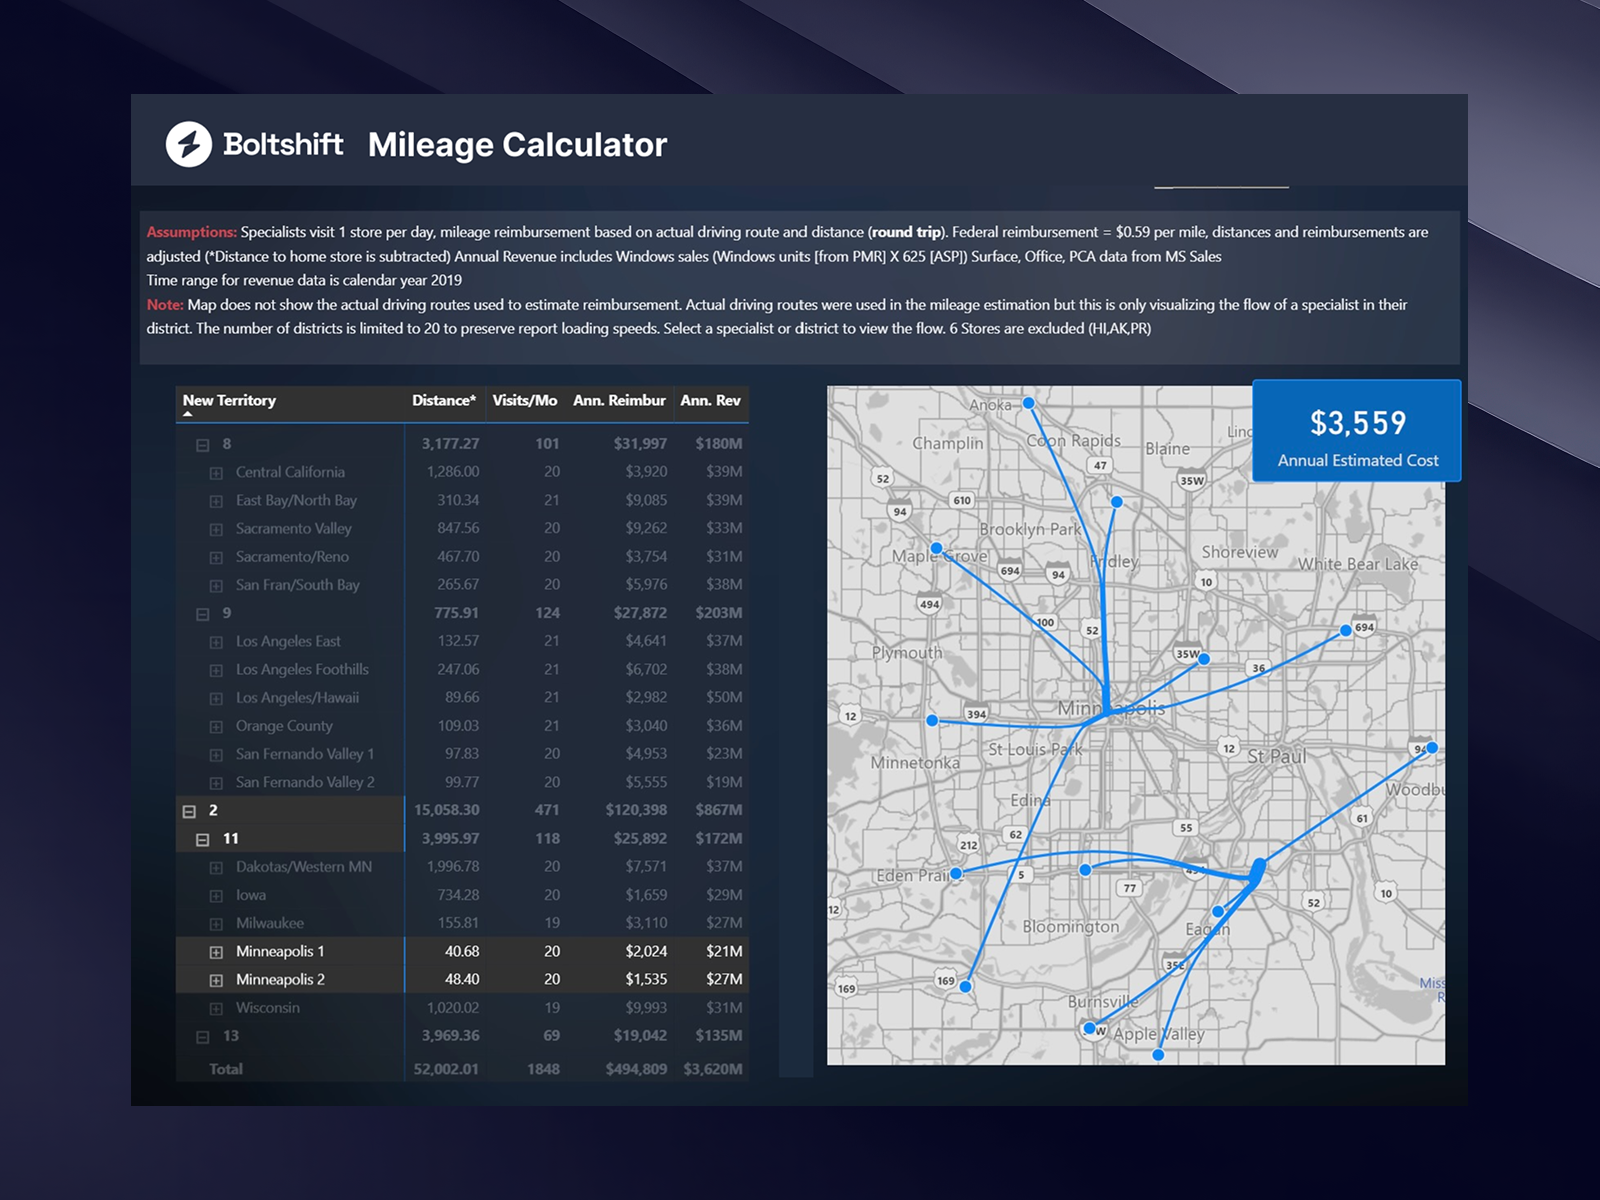 Boltshift Mileage Calculator
Assumptions: Specialists visit 1 store per day, mileage reimbursement based on actual driving route and distance (round trip). Federal reimbursement = $0.59 per mile, distances and reimbursements are
adjusted (*Distance to home store is subtracted) Annual Revenue includes Windows sales (Windows units [from PMR] X 625 [ASP]) Surface, Office, PCA data from MS Sales
Time range for revenue data is calendar year 2019
Note: Map does not show the actual driving routes used to estimate reimbursement. Actual driving routes were used in the mileage estimation but this is only visualizing the flow of a specialist in their
district. The number of districts is limited to 20 to preserve report loading speeds. Select a specialist or district to view the flow. 6 Stores are excluded (HI,AK,PR)
New Territory Distance* Visits/Mo Ann. Reimbur Ann. Rev
8 3,177.27 101 $31,997 $180M
Central California 1,286.00 20 $3,920 $39M
East Bay/North Bay 310.34 21 $9,085 $39M
Sacramento Valley 847.56 20 $9,262 $33M
Sacramento/Reno 467.70 20 $3,754 $31M
San Fran/South Bay 265.67 20 $5,976 $38M
9 775.91 124 $27,872 $203M
Los Angeles East 132.57 21 $4,641 $37M
Los Angeles Foothills 247.06 21 $6,702 $38M
Los Angeles/Hawaii 89.66 21 $2,982 $50M
Orange County 109.03 21 $3,040 $36M
San Fernando Valley 1 97.83 20 $4,953 $23M
San Fernando Valley 2 99.77 20 $5,555 $19M
2 15,058.30 471 $120,398 $867M
11 3,995.97 118 $25,892 $172M
Dakotas/Western MN 1,996.78 20 $7,571 $37M
Iowa 734.28 20 $1,659 $29M
Milwaukee 155.81 19 $3,110 $27M
Minneapolis 1 40.68 20 $2,024 $21M
Minneapolis 2 48.40 20 $1,535 $27M
Wisconsin 1,020.02 19 $9,993 $31M
13 3,969.36 69 $19,042 $135M
Total 52,002.01 1848 $494,809 $3,620M
$3,559
Annual Estimated Cost
Anoka
Champlin Coon Rapids Blaine Linc
52 47 35W
94 610
Brooklyn Park
Maple Grove Fridley Shoreview White Bear Lake
694 94 10
494
100 52 694
Plymouth 35W 36
12 394 Minneapolis
St Louis Park 12 St Paul 94
Minnetonka
Edina Woodbu
62 55 61
212
Eden Prairie 5 77 10
12 52
Bloomington Eagan
35E
169 169 Miss
R
Burnsville
W Apple Valley